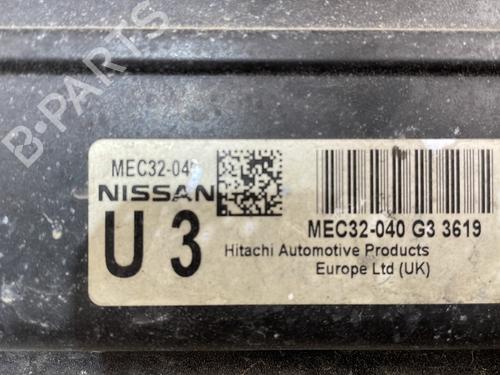 B-PARTS
MEC32-040
NISSAN
U 3
MEC32-040 G3 3619
Hitachi Automotive Products
Europe Ltd (UK)